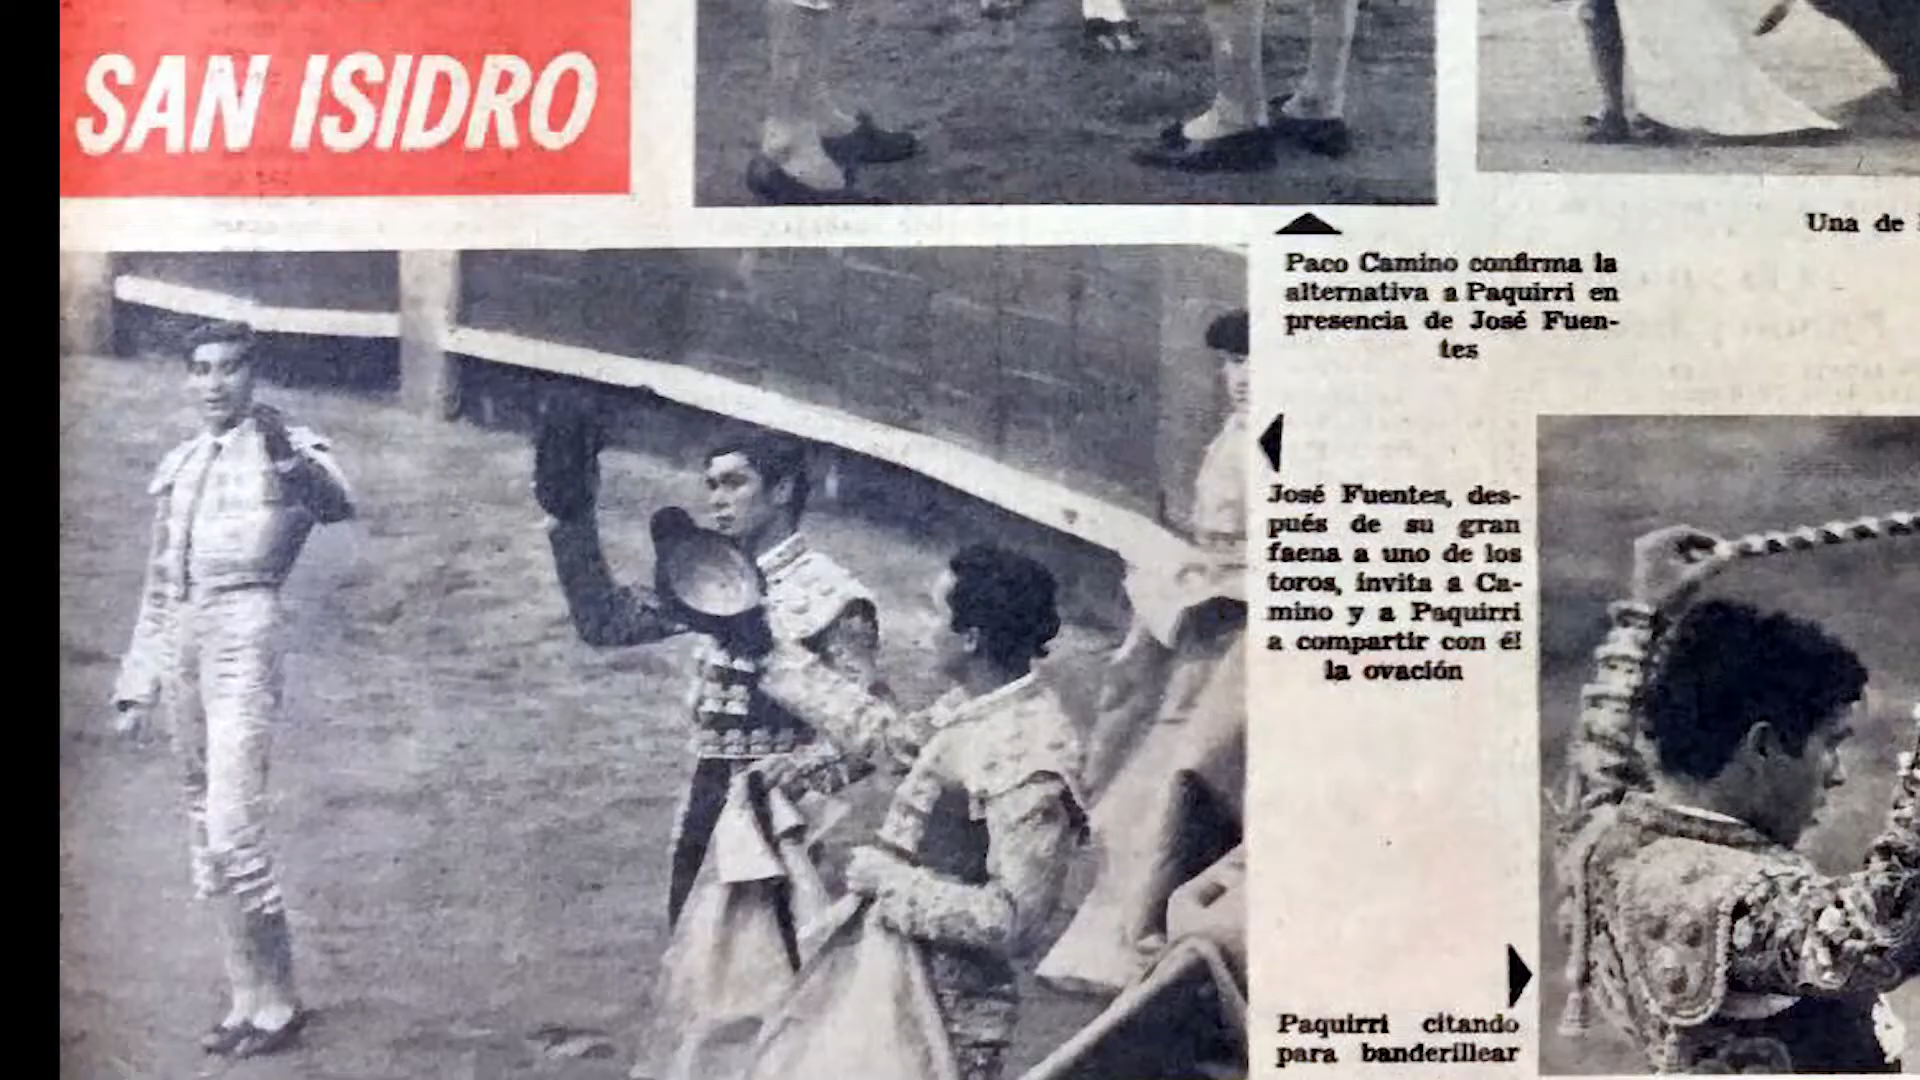 SAN ISIDRO
Una de
Paco Camino confirma la
alternativa a Paquirri en
presencia de José Fuen-
tes
José Fuentes, des-
pués de su gran
faena a uno de los
toros, invita a Ca-
mino y a Paquirri
a compartir con él
la ovación
Paquirri citando
para banderillear